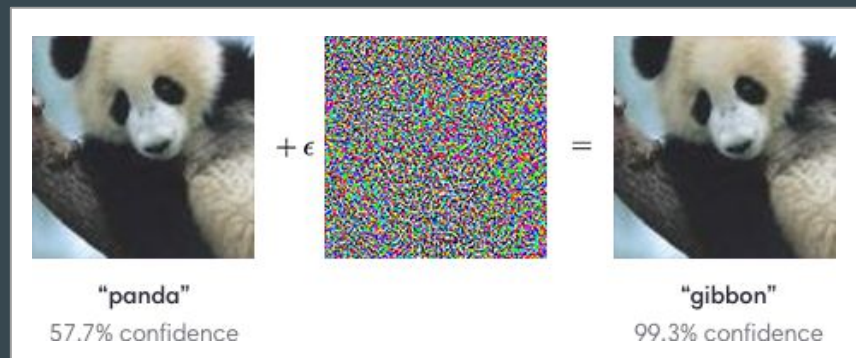 + ϵ
=
“panda”
“gibbon”
57.7% confidence
99.3% confidence